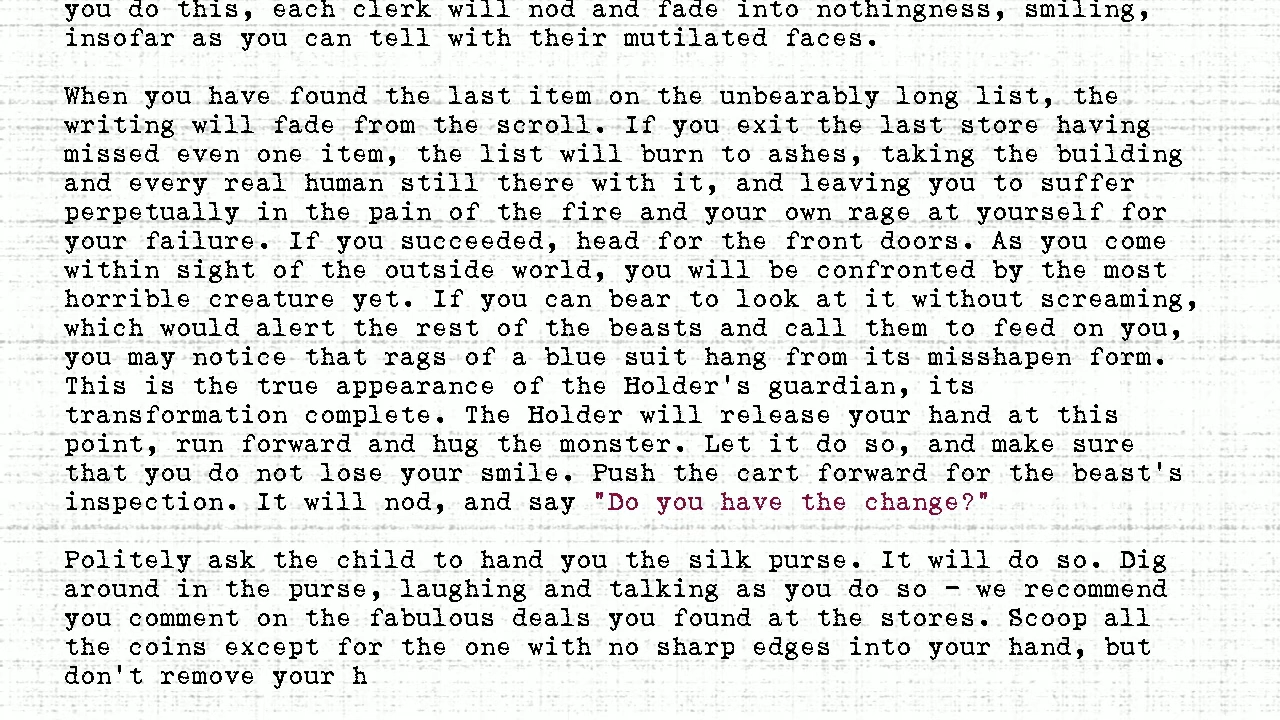 you do this, each clerk will nod and fade into nothingness, smiling,
insofar as you can tell with their mutilated faces.
When you have found the last item on the unbearably long list, the
writing will fade from the scroll. If you exit the last store having
missed even one item, the list will burn to ashes, taking the building
and every real human still there with it, and leaving you to suffer
perpetually in the pain of the fire and your own rage at yourself for
your failure. If you succeeded, head for the front doors. As you come
within sight of the outside world, you will be confronted by the most
horrible creature yet. If you can bear to look at it without screaming,
which would alert the rest of the beasts and call them to feed on you,
you may notice that rags of a blue suit hang from its misshapen form.
This is the true appearance of the Holder's guardian, its
transformation complete. The Holder will release your hand at this
point, run forward and hug the monster. Let it do so, and make sure
that you do not lose your smile. Push the cart forward for the beast's
inspection. It will nod, and say "Do you have the change?"
Politely ask the child to hand you the silk purse. It will do so. Dig
around in the purse, laughing and talking as you do so – we recommend
you comment on the fabulous deals you found at the stores. Scoop all
the coins except for the one with no sharp edges into your hand, but
don't remove your h